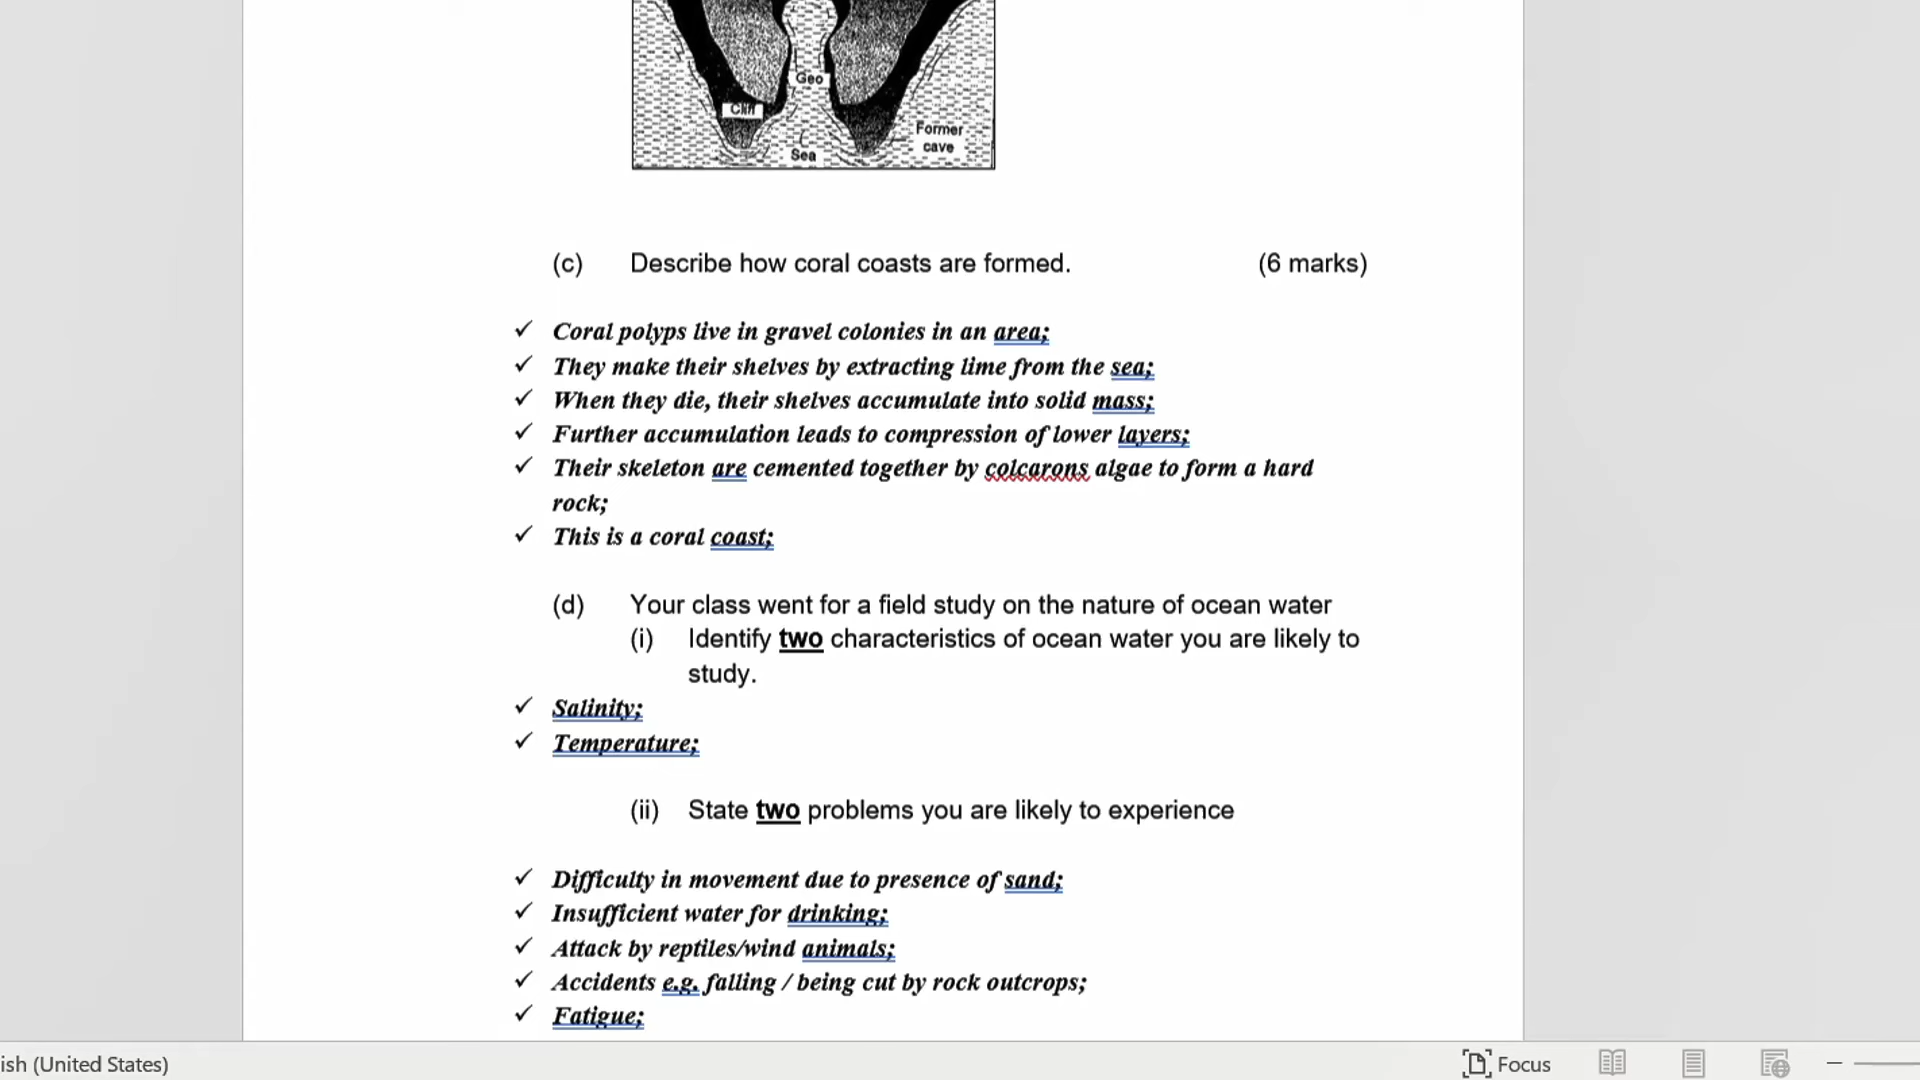 Geo
Cliff
Former
cave
Sea
(c) Describe how coral coasts are formed. (6 marks)
✓ Coral polyps live in gravel colonies in an area;
✓ They make their shelves by extracting lime from the sea;
✓ When they die, their shelves accumulate into solid mass;
✓ Further accumulation leads to compression of lower layers;
✓ Their skeleton are cemented together by colcarons algae to form a hard
rock;
✓ This is a coral coast;
(d) Your class went for a field study on the nature of ocean water
(i) Identify two characteristics of ocean water you are likely to
study.
✓ Salinity;
✓ Temperature;
(ii) State two problems you are likely to experience
✓ Difficulty in movement due to presence of sand;
✓ Insufficient water for drinking;
✓ Attack by reptiles/wind animals;
✓ Accidents e.g. falling / being cut by rock outcrops;
✓ Fatigue;
ish (United States)
Focus